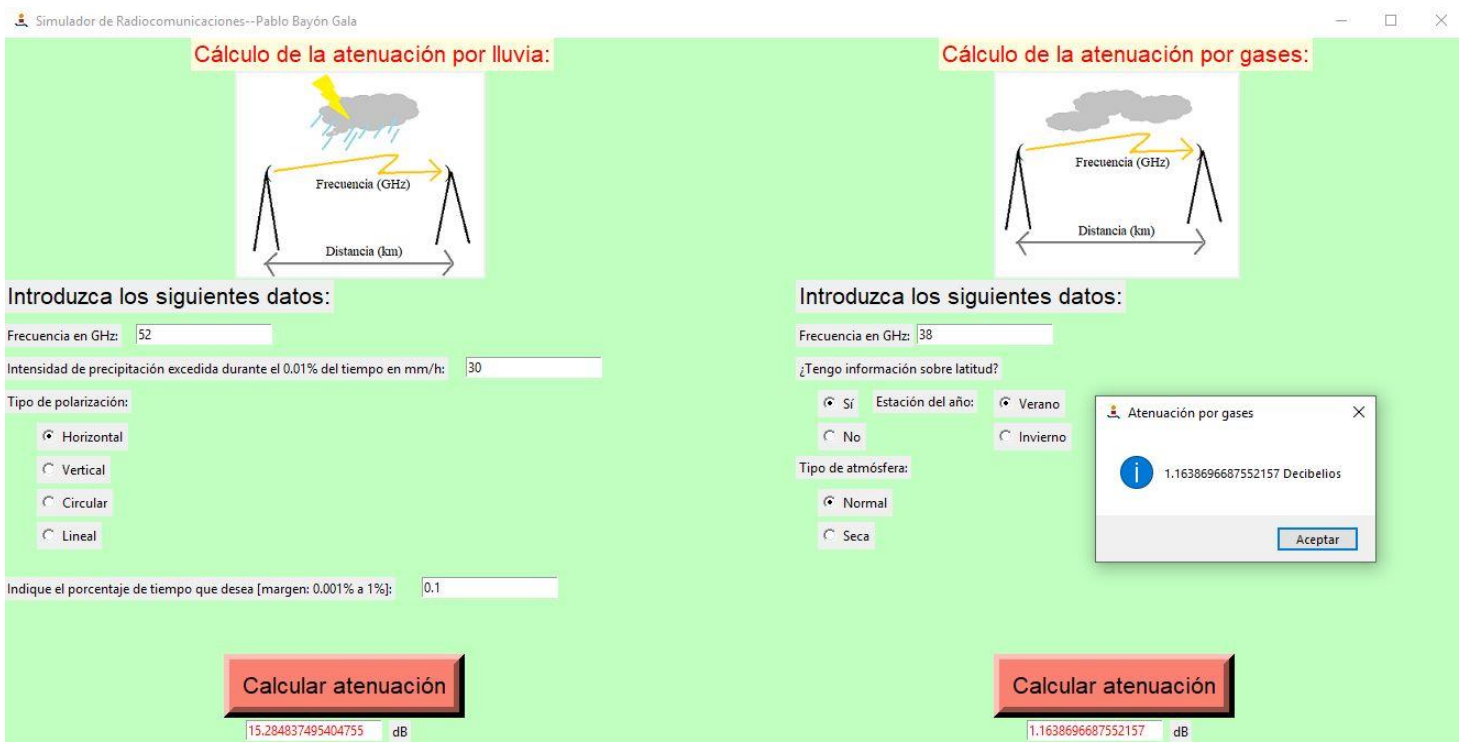 Simulador de Radiocomunicaciones--Pablo Bayón Gala
Cálculo de la atenuación por lluvia:
Frecuencia (GHz)
Distancia (km)
Introduzca los siguientes datos:
Frecuencia en GHz: 52
Intensidad de precipitación excedida durante el 0.01% del tiempo en mm/h: 30
Tipo de polarización:
Horizontal
Vertical
Circular
Lineal
Indique el porcentaje de tiempo que desea [margen: 0.001% a 1%]: 0.1
Calcular atenuación
15.284837495404755 dB
Cálculo de la atenuación por gases:
Frecuencia (GHz)
Distancia (km)
Introduzca los siguientes datos:
Frecuencia en GHz: 38
¿Tengo información sobre latitud?
Sí Estación del año: Verano
No Invierno
Tipo de atmósfera:
Normal
Seca
Atenuación por gases
1.1638696687552157 Decibelios
Aceptar
Calcular atenuación
1.1638696687552157 dB